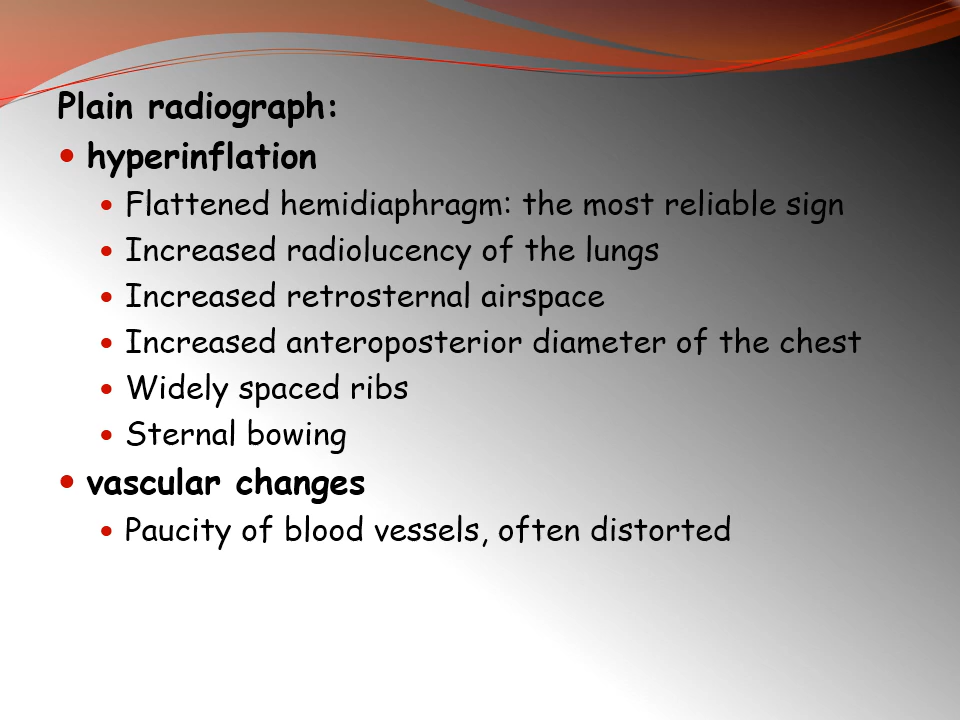 Plain radiograph:
hyperinflation
Flattened hemidiaphragm: the most reliable sign
Increased radiolucency of the lungs
Increased retrosternal airspace
Increased anteroposterior diameter of the chest
Widely spaced ribs
Sternal bowing
vascular changes
Paucity of blood vessels, often distorted